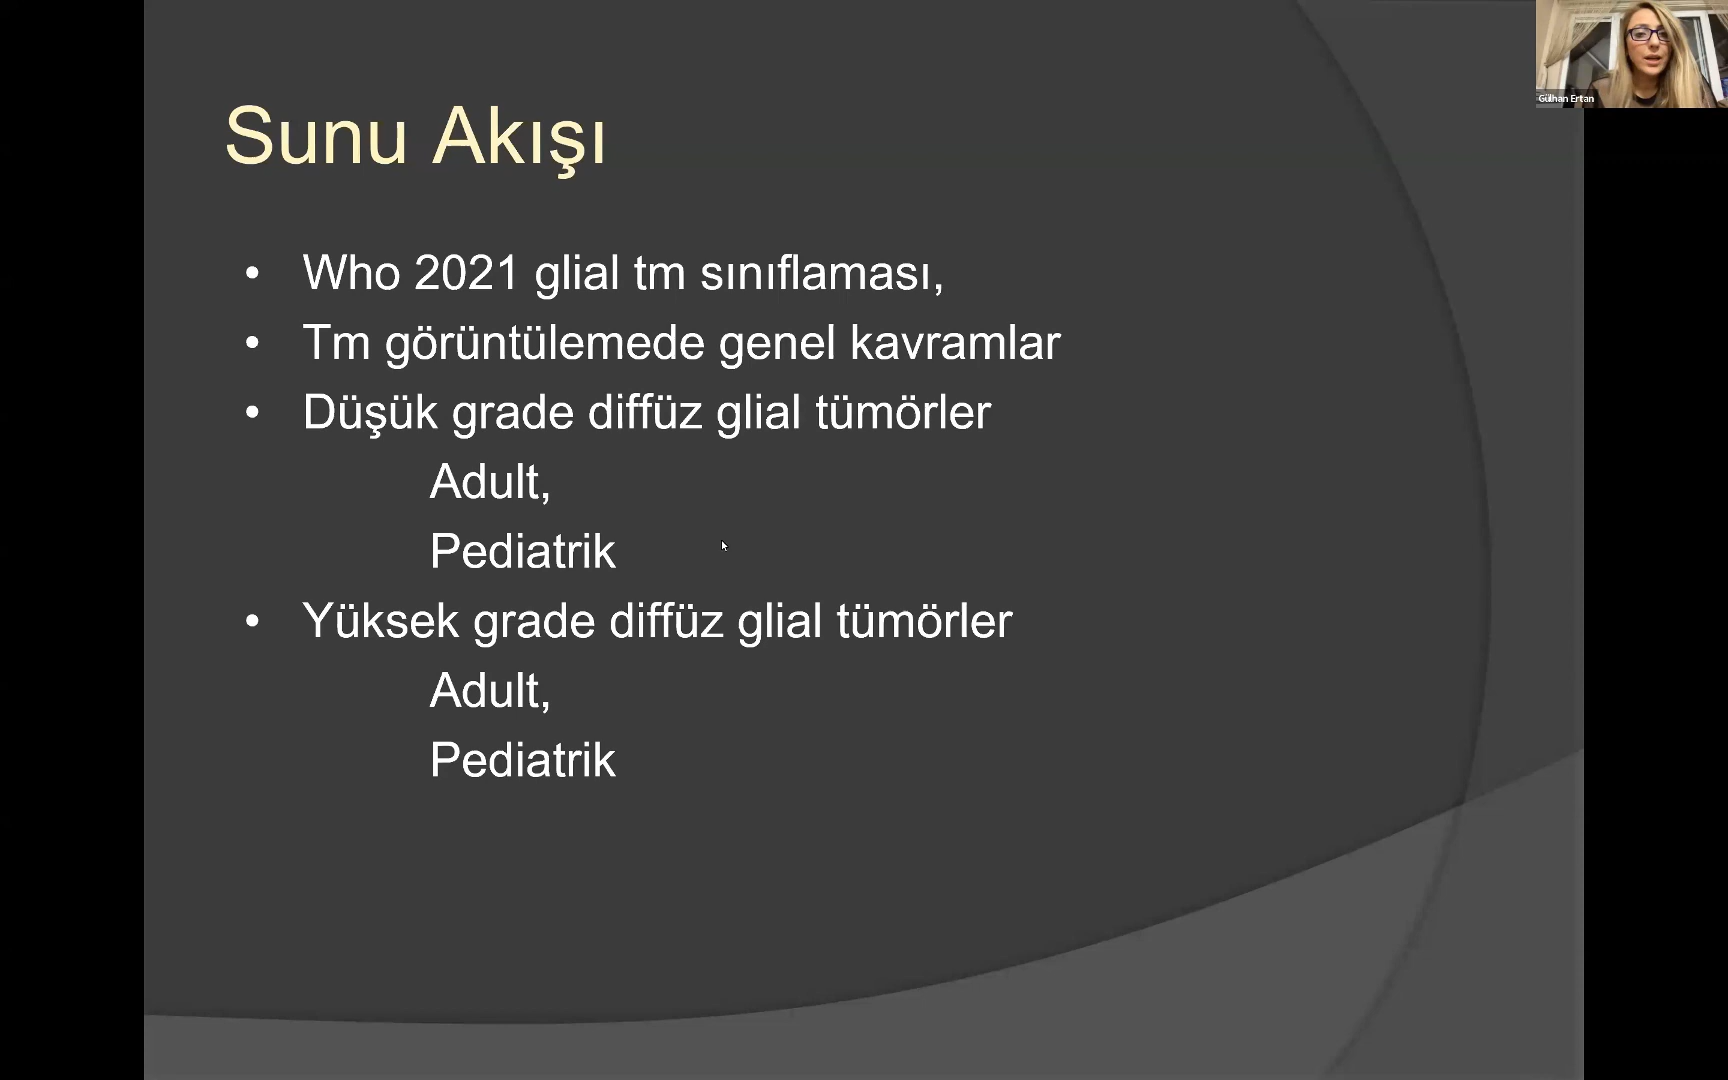 Sunu Akışı
• Who 2021 glial tm sınıflaması,
• Tm görüntülemede genel kavramlar
• Düşük grade diffüz glial tümörler
Adult,
Pediatrik
• Yüksek grade diffüz glial tümörler
Adult,
Pediatrik
Gülhan Ertan